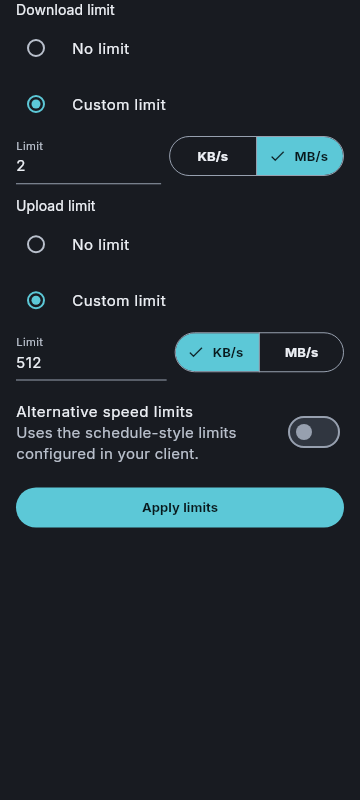 Download limit
No limit
Custom limit
Limit
2
KB/s
MB/s
Upload limit
No limit
Custom limit
Limit
512
KB/s
MB/s
Alternative speed limits
Uses the schedule-style limits
configured in your client.
Apply limits